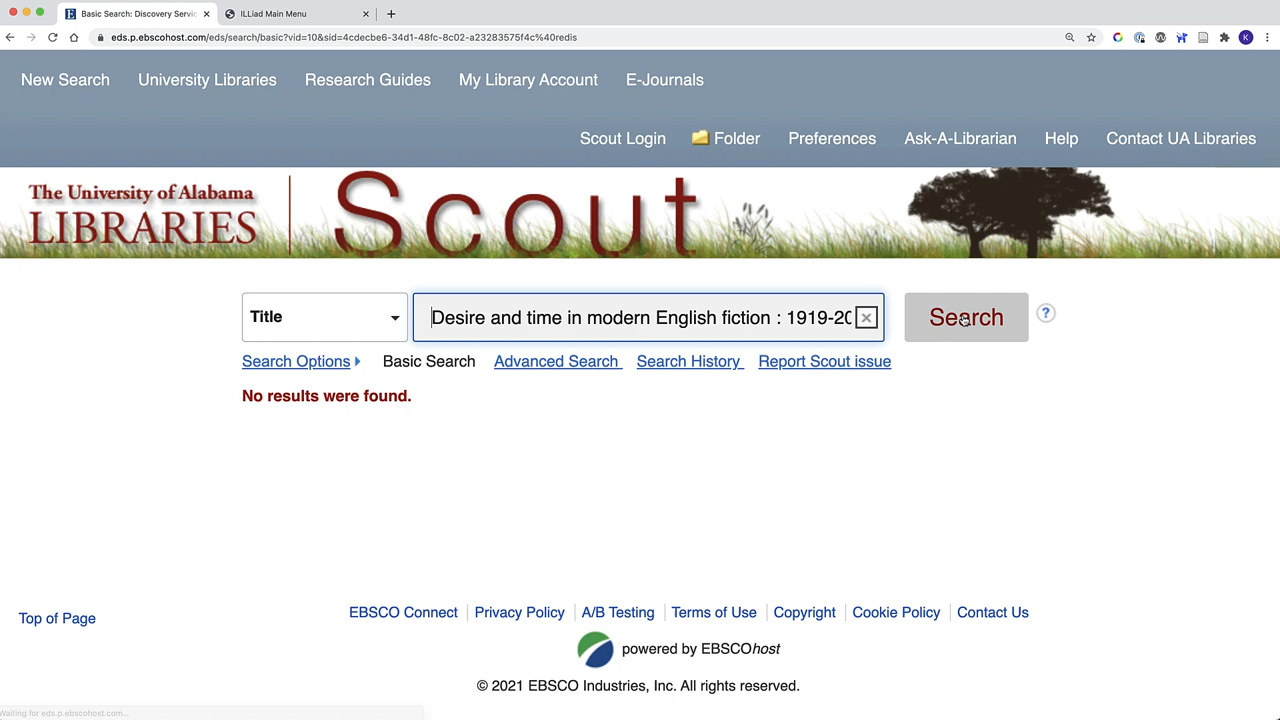 Basic Search: Discovery Servic
ILLiad Main Menu
eds.p.ebscohost.com/eds/search/basic?vid=10&sid=4cdecbe6-34d1-48fc-8c02-a23283575f4c%40redis
K
New Search University Libraries Research Guides My Library Account E-Journals
Scout Login Folder Preferences Ask-A-Librarian Help Contact UA Libraries
The University of Alabama
LIBRARIES
Scout
Title
Desire and time in modern English fiction : 1919-20
Search
?
Search Options Basic Search Advanced Search Search History Report Scout issue
No results were found.
Top of Page
EBSCO Connect Privacy Policy A/B Testing Terms of Use Copyright Cookie Policy Contact Us
powered by EBSCOhost
© 2021 EBSCO Industries, Inc. All rights reserved.
Waiting for eds.p.ebscohost.com...